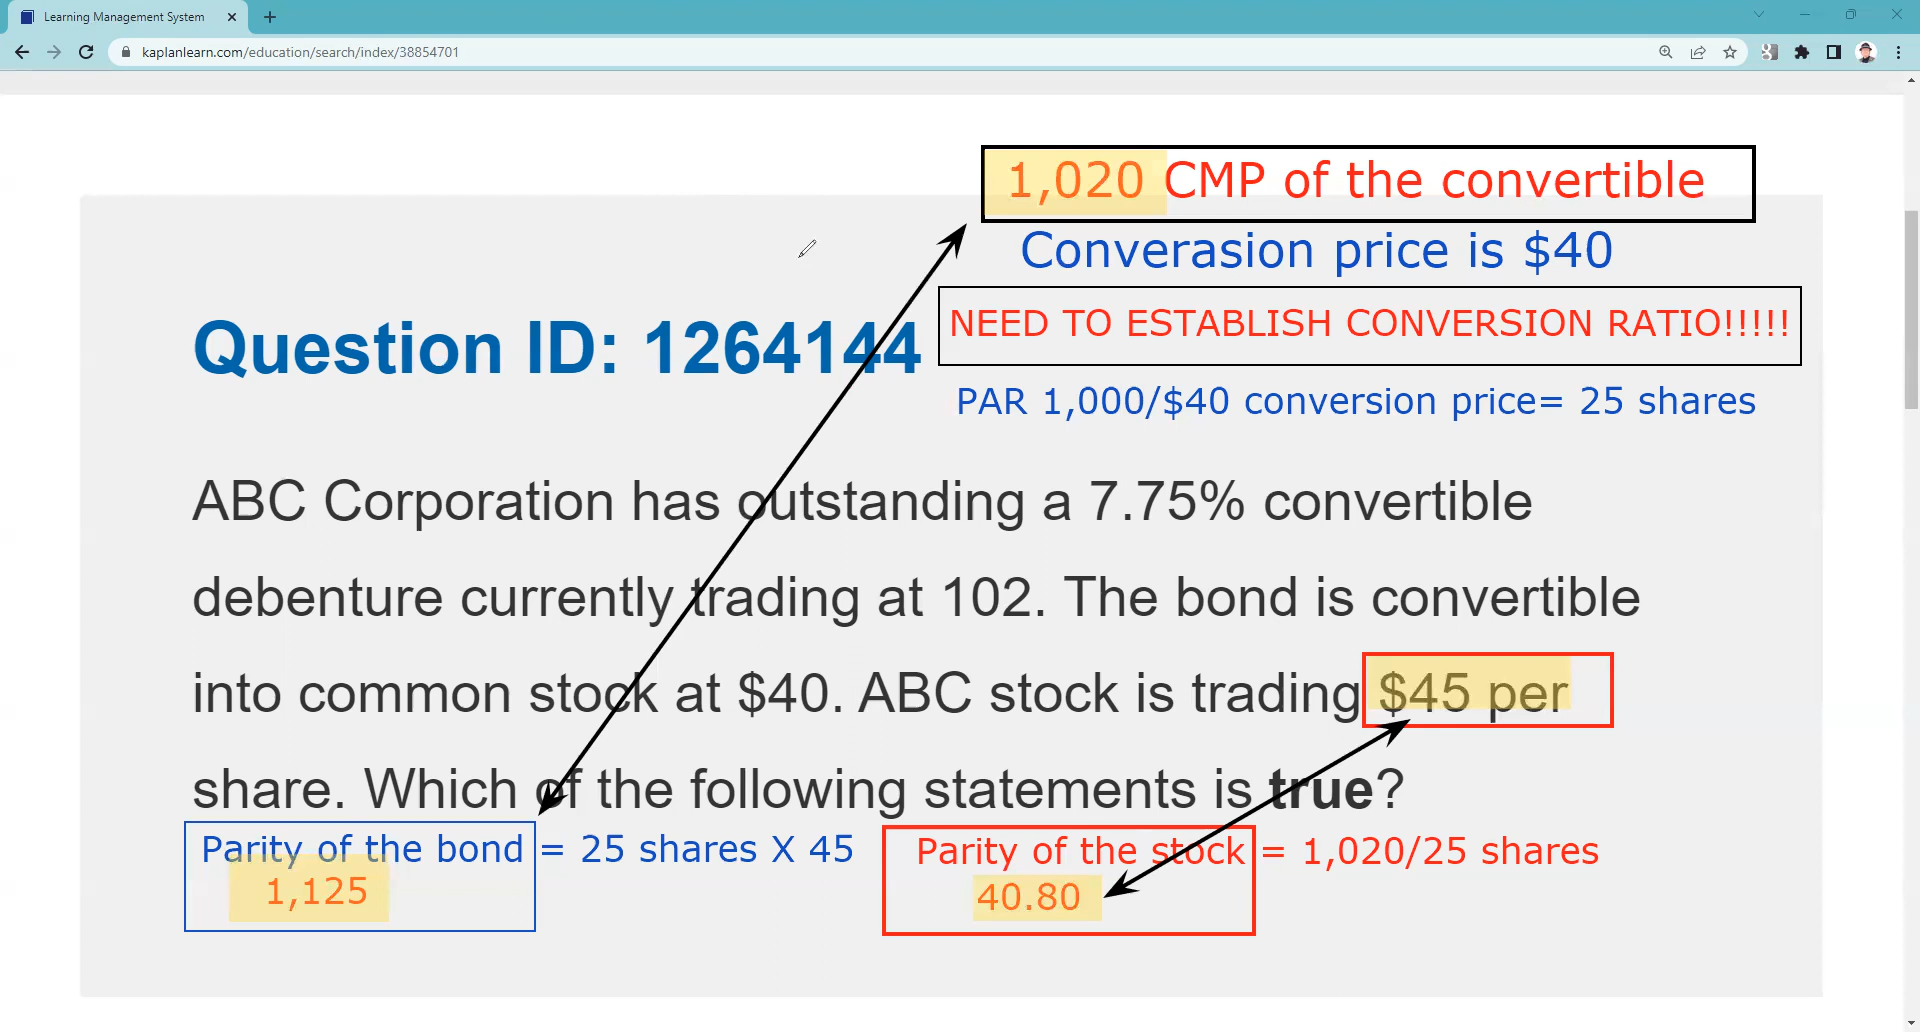 Learning Management System
kaplanlearn.com/education/search/index/38854701
1,020 CMP of the convertible
Converasion price is $40
NEED TO ESTABLISH CONVERSION RATIO!!!!!
Question ID: 1264144
PAR 1,000/$40 conversion price= 25 shares
ABC Corporation has outstanding a 7.75% convertible
debenture currently trading at 102. The bond is convertible
into common stock at $40. ABC stock is trading $45 per
share. Which of the following statements is true?
Parity of the bond = 25 shares X 45
1,125
Parity of the stock = 1,020/25 shares
40.80